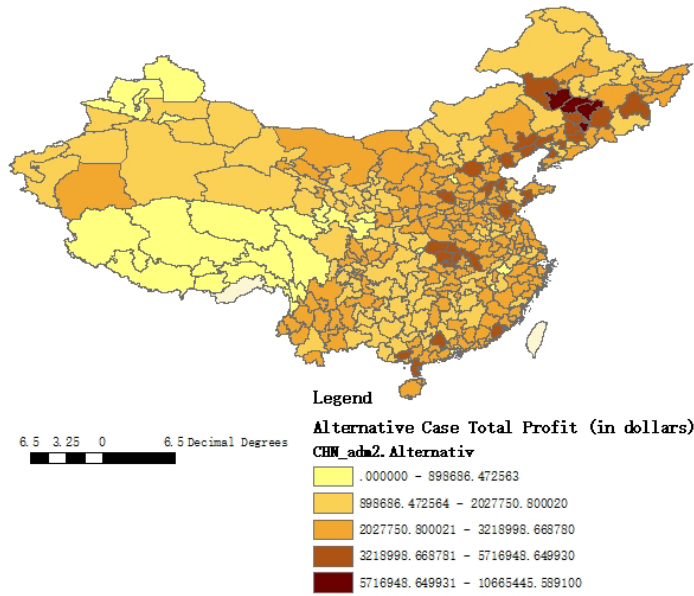 Legend
Alternative Case Total Profit (in dollars)
CHN_adm2.Alternativ
6.5 3.25 0 6.5 Decimal Degrees
.000000 - 898686.472563
898686.472564 - 2027750.800020
2027750.800021 - 3218998.668780
3218998.668781 - 5716948.649930
5716948.649931 - 10665445.589100